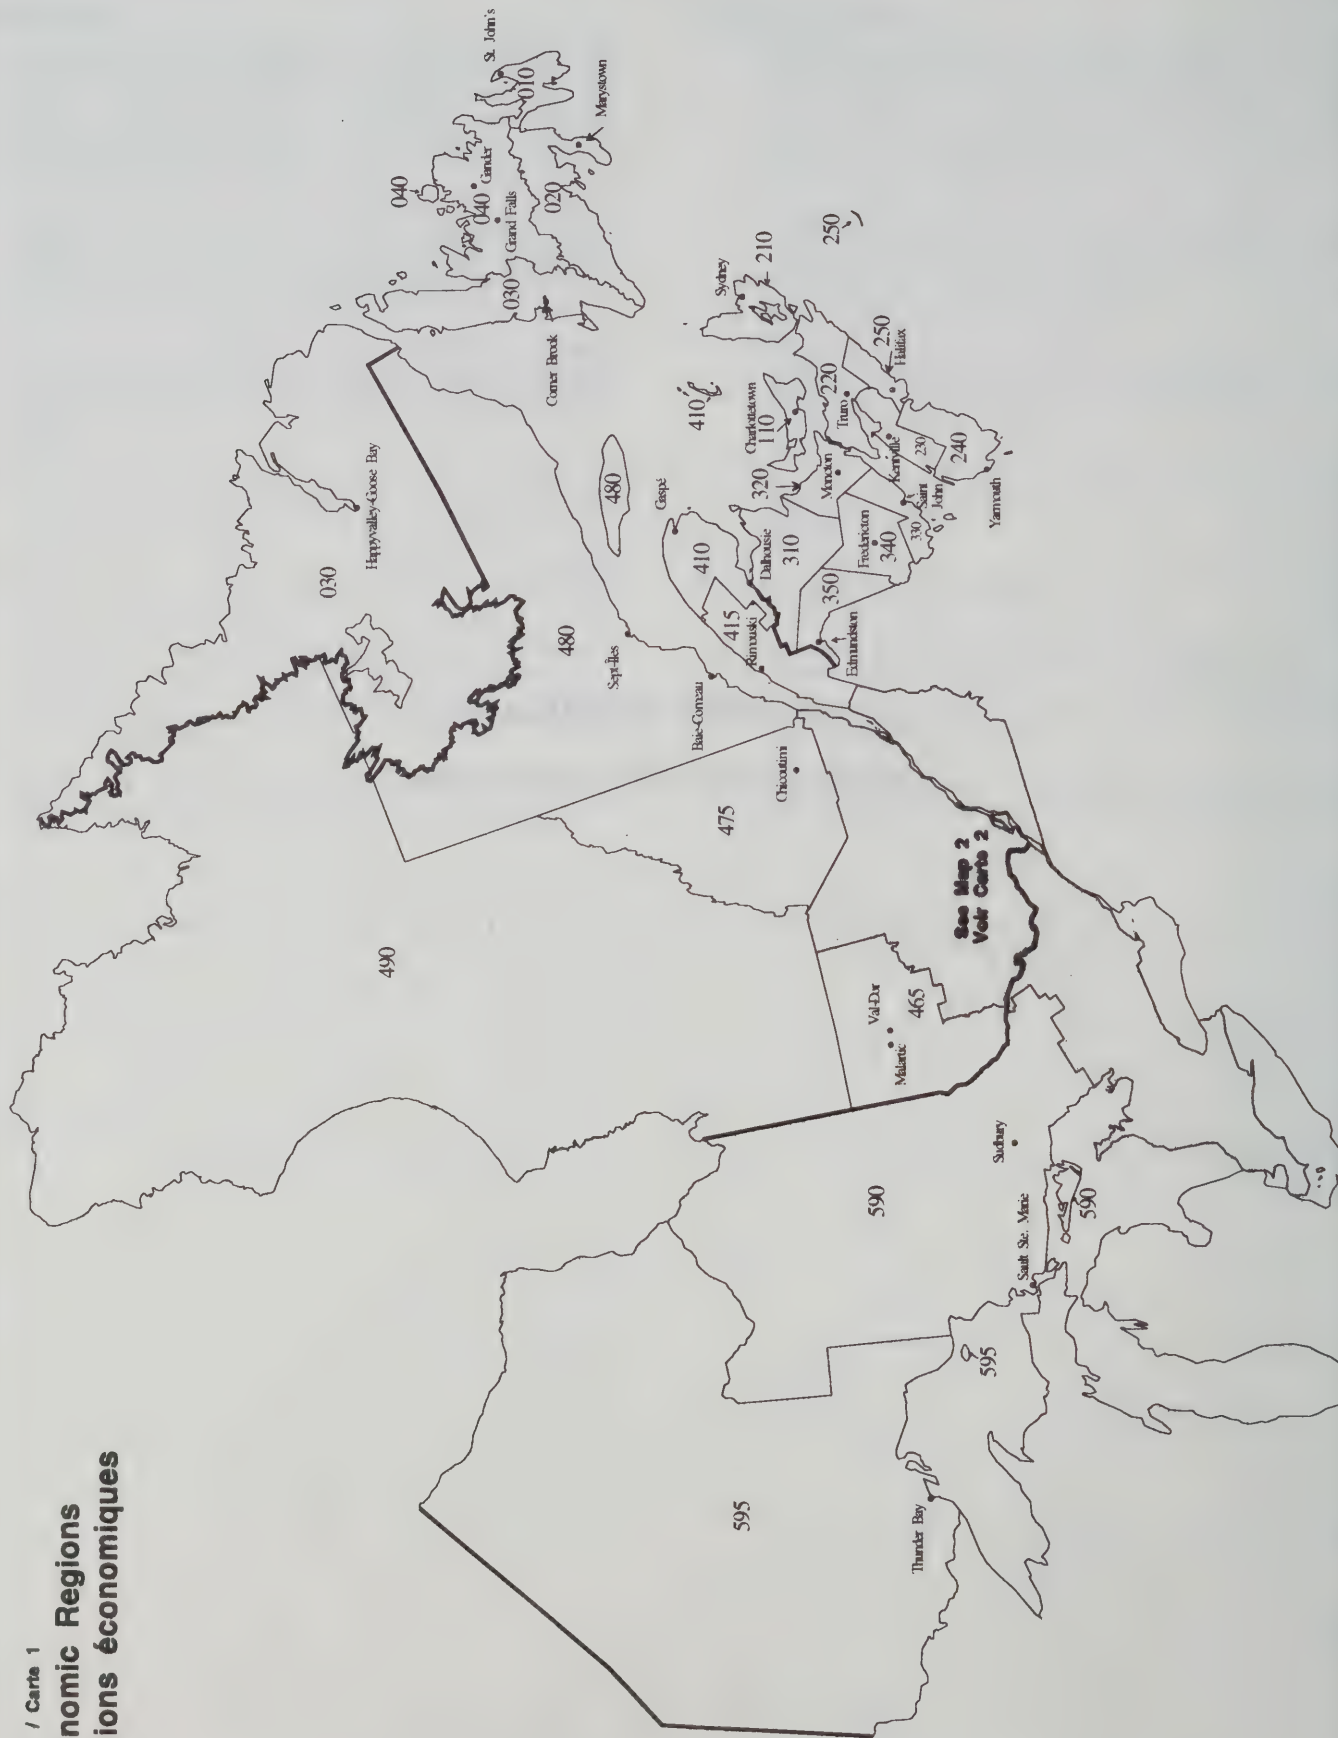 / Carte 1
nomic Regions
ions économiques
030
Happyvalley-Goose Bay
490
480
Sept-Îles
480
Baie-Comeau
475
Chicoutimi
Gaspé
410
410
415
Rimouski
Dalhousie
310
320
Moncton
350
Edmundston
Fredericton
340
330
Saint
John
Charlottetown
110
Sydney
210
220
Truro
250
Halifax
250
Kentville
230
240
Yarmouth
040
040
Gander
Grand Falls
030
Corner Brook
020
St. John's
010
Marystown
See Map 2
Voir Carte 2
465
Val-Dor
Malartic
590
Sudbury
Sault Ste. Marie
590
595
Thunder Bay
595